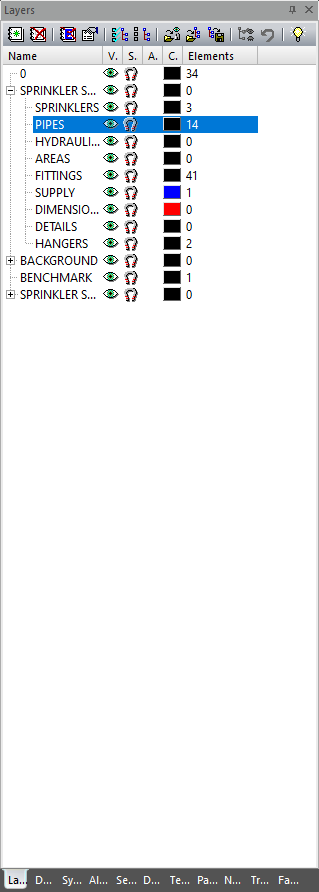 Layers
Name V. S. A. C. Elements
0 34
SPRINKLER S... 0
SPRINKLERS 3
PIPES 14
HYDRAULI... 0
AREAS 0
FITTINGS 41
SUPPLY 1
DIMENSIO... 0
DETAILS 0
HANGERS 2
BACKGROUND 0
BENCHMARK 1
SPRINKLER S... 0
La... D... Sy... Al... Se... D... Te... Pa... N... Tr... Fa...